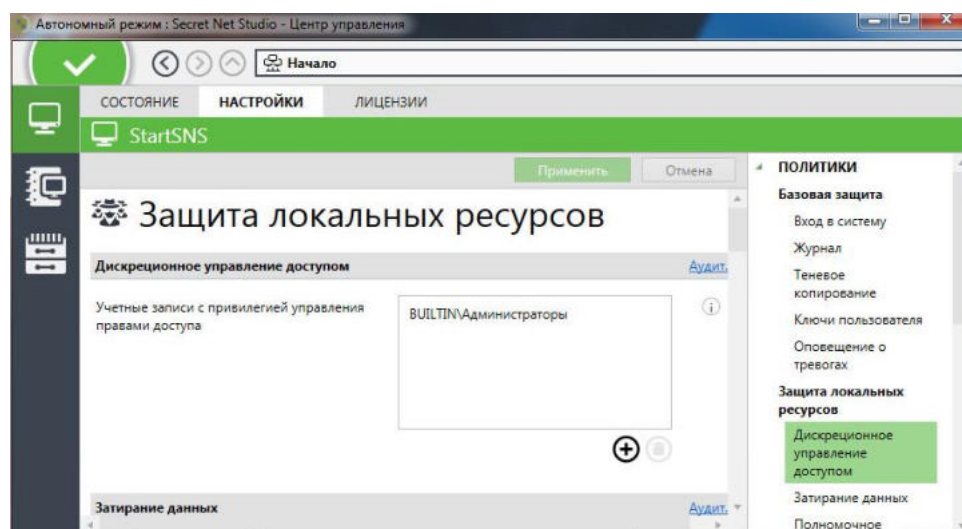 Автономный режим : Secret Net Studio - Центр управления
Начало
СОСТОЯНИЕ НАСТРОЙКИ ЛИЦЕНЗИИ
StartSNS
Применить Отмена
Защита локальных ресурсов
Дискреционное управление доступом Аудит.
Учетные записи с привилегией управления
правами доступа
BUILTIN\Администраторы
Затирание данных Аудит.
ПОЛИТИКИ
Базовая защита
Вход в систему
Журнал
Теневое
копирование
Ключи пользователя
Оповещение о
тревогах
Защита локальных
ресурсов
Дискреционное
управление
доступом
Затирание данных
Полномочное